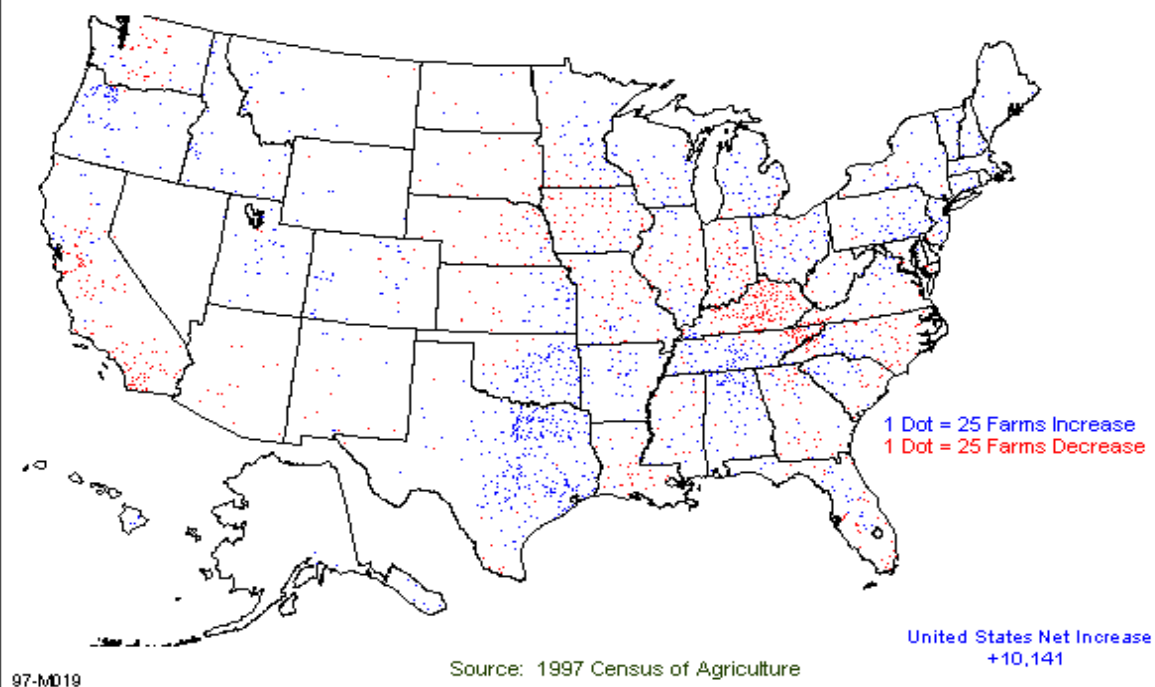 1 Dot = 25 Farms Increase
1 Dot = 25 Farms Decrease
United States Net Increase
+10,141
Source: 1997 Census of Agriculture
97-M019